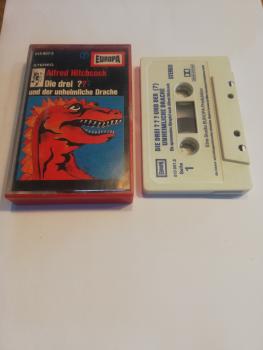 EUROPA
STEREO
Alfred Hitchcock
Die drei ???
und der unheimliche Drache
EUROPA
DIE DREI ??? UND DER (7)
UNHEIMLICHE DRACHE
STEREO
Seite
1